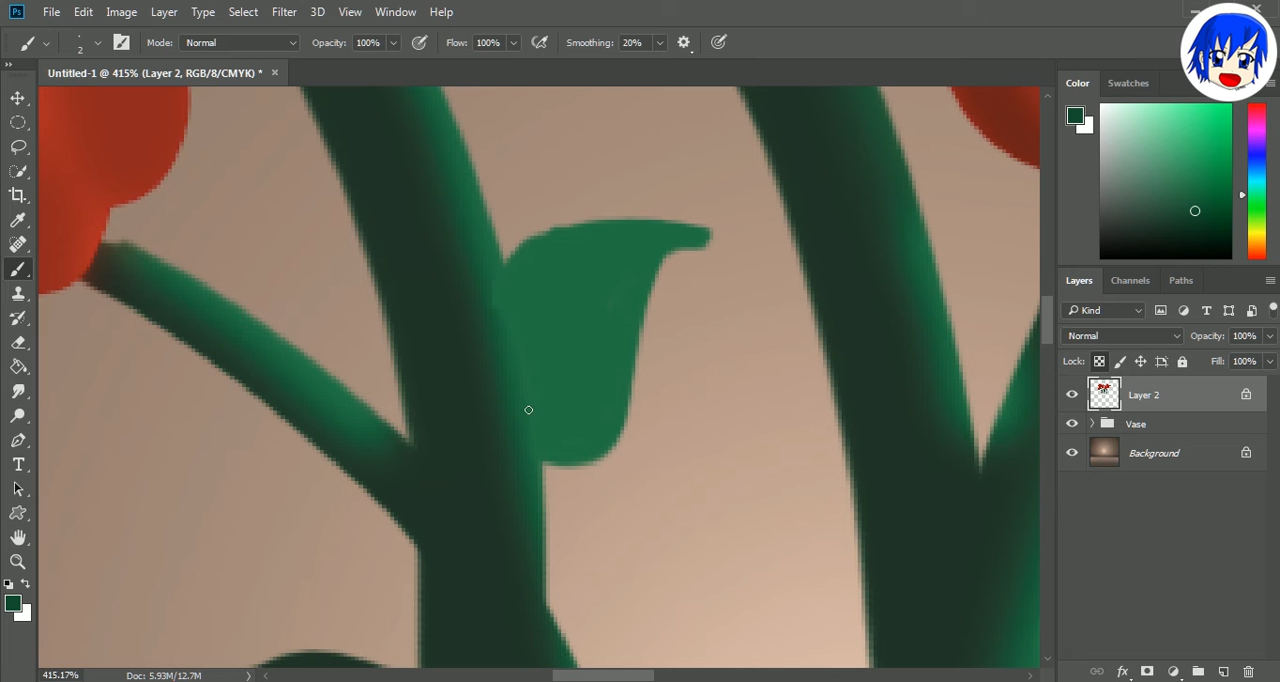 Ps File Edit Image Layer Type Select Filter 3D View Window Help
2 Mode: Normal Opacity: 100% Flow: 100% Smoothing: 20%
Untitled-1 @ 415% (Layer 2, RGB/8/CMYK) * ×
Color Swatches
Layers Channels Paths
Kind
Normal Opacity: 100%
Lock: Fill: 100%
Layer 2
Vase
Background
415.17% Doc: 5.93M/12.7M